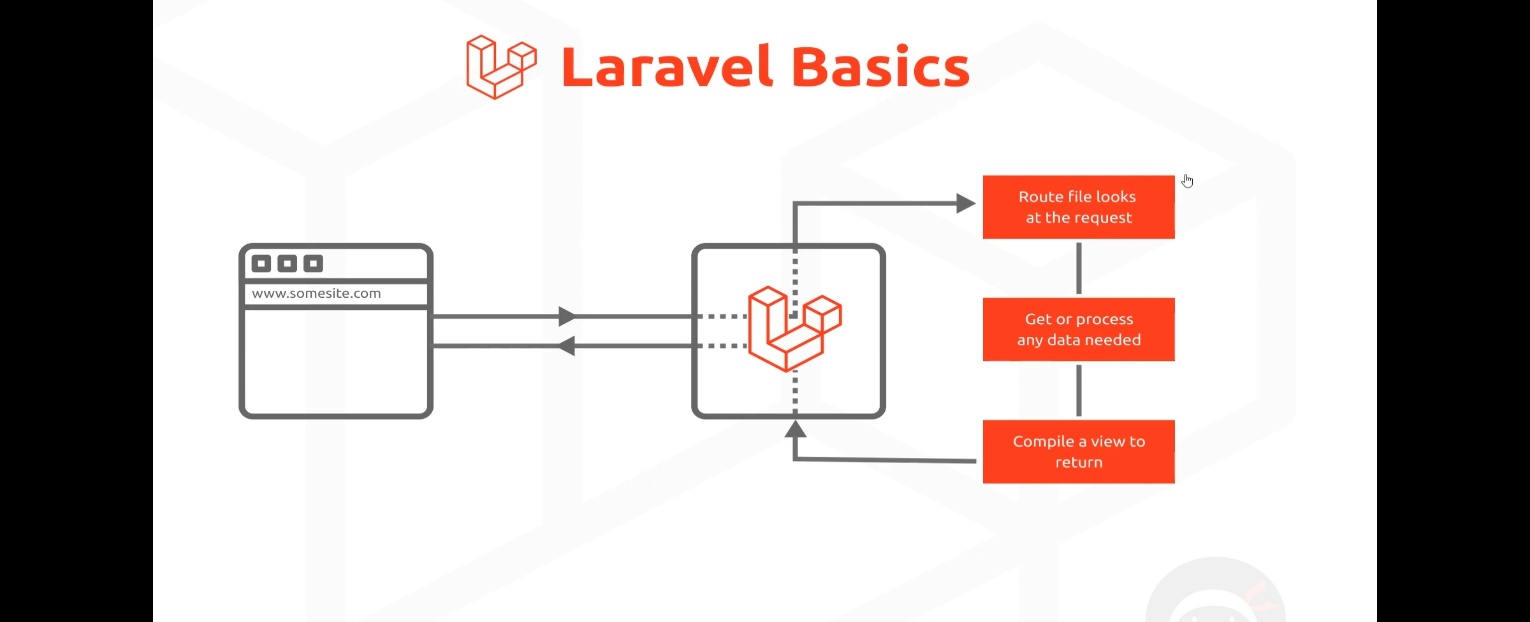 Laravel Basics
www.somesite.com
Route file looks
at the request
Get or process
any data needed
Compile a view to
return